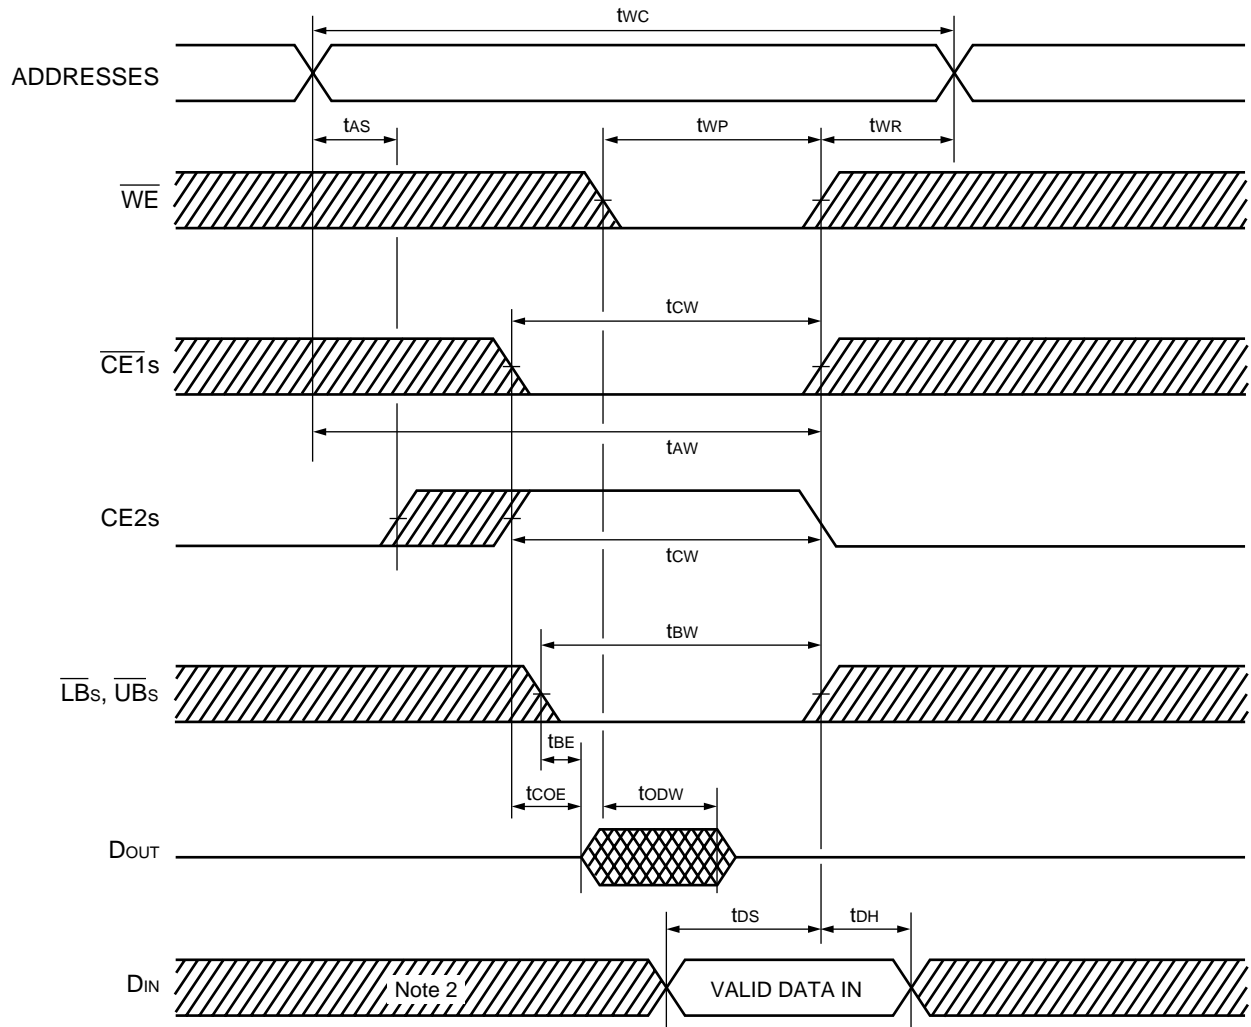 tWC
ADDRESSES
tAS
tWP
tWR
WE
tCW
CE1s
tAW
CE2s
tCW
tBW
LBS, UBS
tBE
tCOE
tODW
DOUT
tDS
tDH
DIN
Note 2
VALID DATA IN